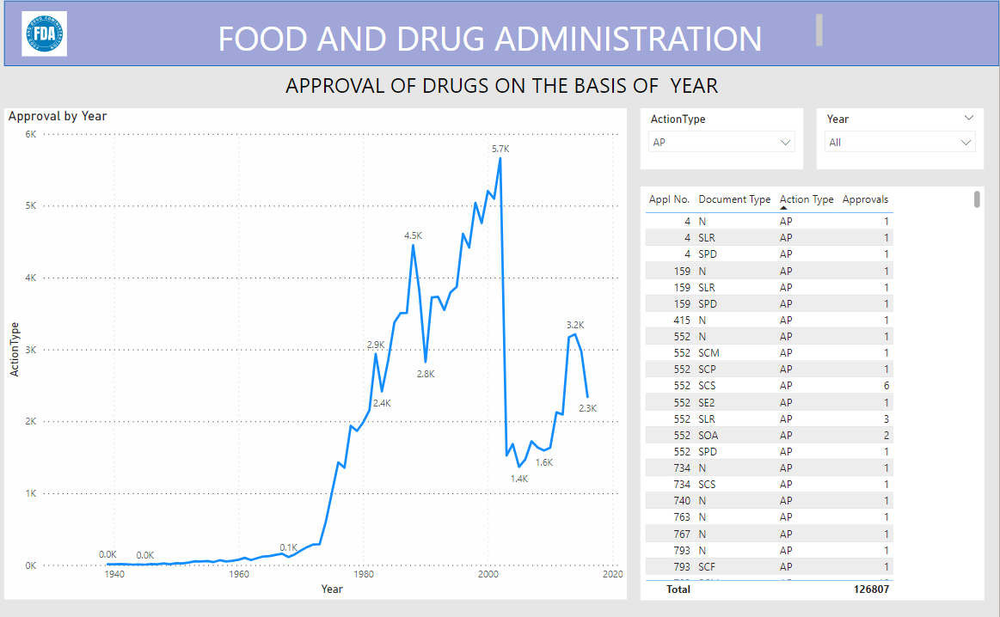 FDA
FOOD AND DRUG ADMINISTRATION
APPROVAL OF DRUGS ON THE BASIS OF YEAR
Approval by Year
6K
5K
4K
3K
2K
1K
0K
ActionType
0.0K
0.0K
0.1K
2.9K
2.4K
4.5K
2.8K
5.7K
1.4K
1.6K
3.2K
2.3K
1940 1960 1980 2000 2020
Year
ActionType
AP
Year
All
Appl No. Document Type Action Type Approvals
4 N AP 1
4 SLR AP 1
4 SPD AP 1
159 N AP 1
159 SLR AP 1
159 SPD AP 1
415 N AP 1
552 N AP 1
552 SCM AP 1
552 SCP AP 1
552 SCS AP 6
552 SE2 AP 1
552 SLR AP 3
552 SOA AP 2
552 SPD AP 1
734 N AP 1
734 SCS AP 1
740 N AP 1
763 N AP 1
767 N AP 1
793 N AP 1
793 SCF AP 1
Total 126807